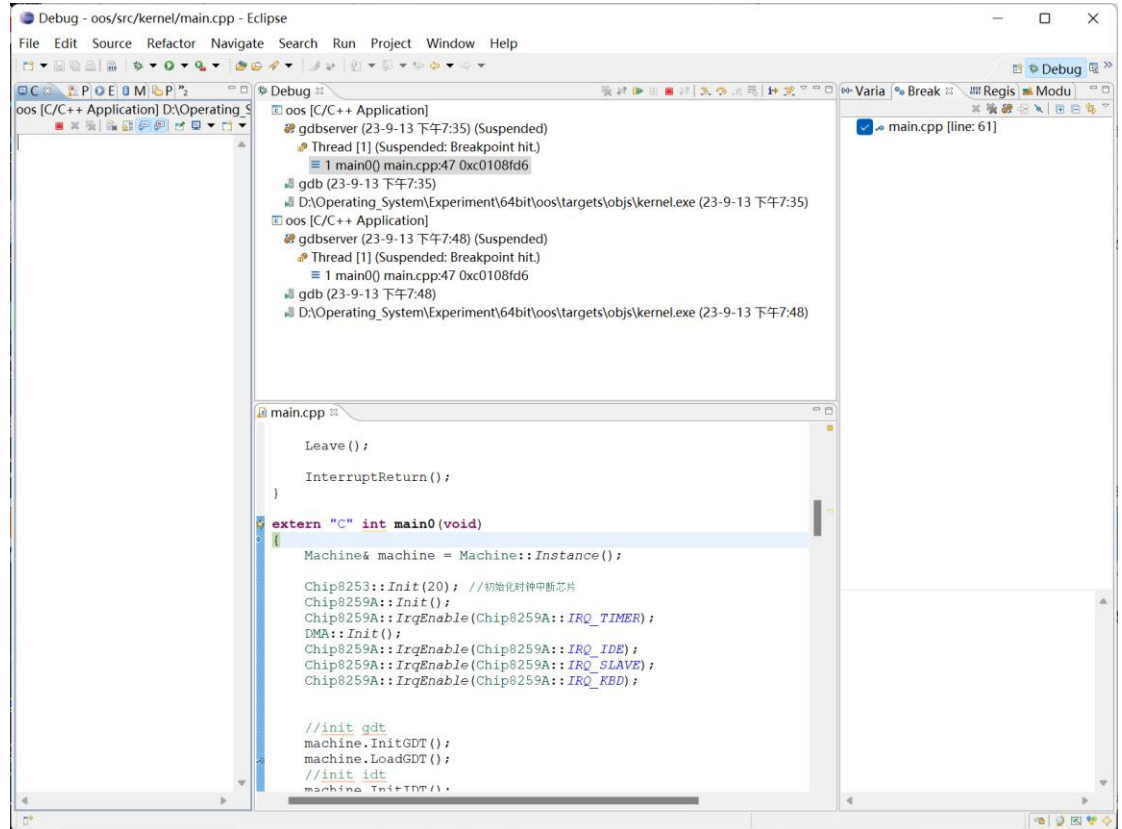 Debug - oos/src/kernel/main.cpp - Eclipse
File Edit Source Refactor Navigate Search Run Project Window Help
Debug
C P O E M P "2
oos [C/C++ Application] D:\Operating_S
Debug
oos [C/C++ Application]
gdbserver (23-9-13 下午7:35) (Suspended)
Thread [1] (Suspended: Breakpoint hit.)
1 main0() main.cpp:47 0xc0108fd6
gdb (23-9-13 下午7:35)
D:\Operating_System\Experiment\64bit\oos\targets\objs\kernel.exe (23-9-13 下午7:35)
oos [C/C++ Application]
gdbserver (23-9-13 下午7:48) (Suspended)
Thread [1] (Suspended: Breakpoint hit.)
1 main0() main.cpp:47 0xc0108fd6
gdb (23-9-13 下午7:48)
D:\Operating_System\Experiment\64bit\oos\targets\objs\kernel.exe (23-9-13 下午7:48)
Varia Break Regis Modu
main.cpp [line: 61]
main.cpp
Leave();
InterruptReturn();
}
extern "C" int main0(void)
{
Machine& machine = Machine::Instance();
Chip8253::Init(20); //初始化时钟中断芯片
Chip8259A::Init();
Chip8259A::IrqEnable(Chip8259A::IRQ_TIMER);
DMA::Init();
Chip8259A::IrqEnable(Chip8259A::IRQ_IDE);
Chip8259A::IrqEnable(Chip8259A::IRQ_SLAVE);
Chip8259A::IrqEnable(Chip8259A::IRQ_KBD);
//init gdt
machine.InitGDT();
machine.LoadGDT();
//init idt
machine.InitIDT();